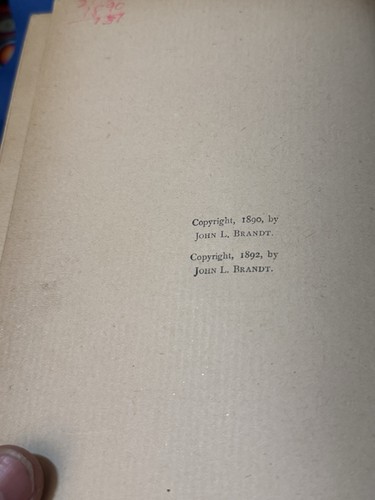 Copyright, 1890, by
JOHN L. BRANDT.
Copyright, 1892, by
JOHN L. BRANDT.